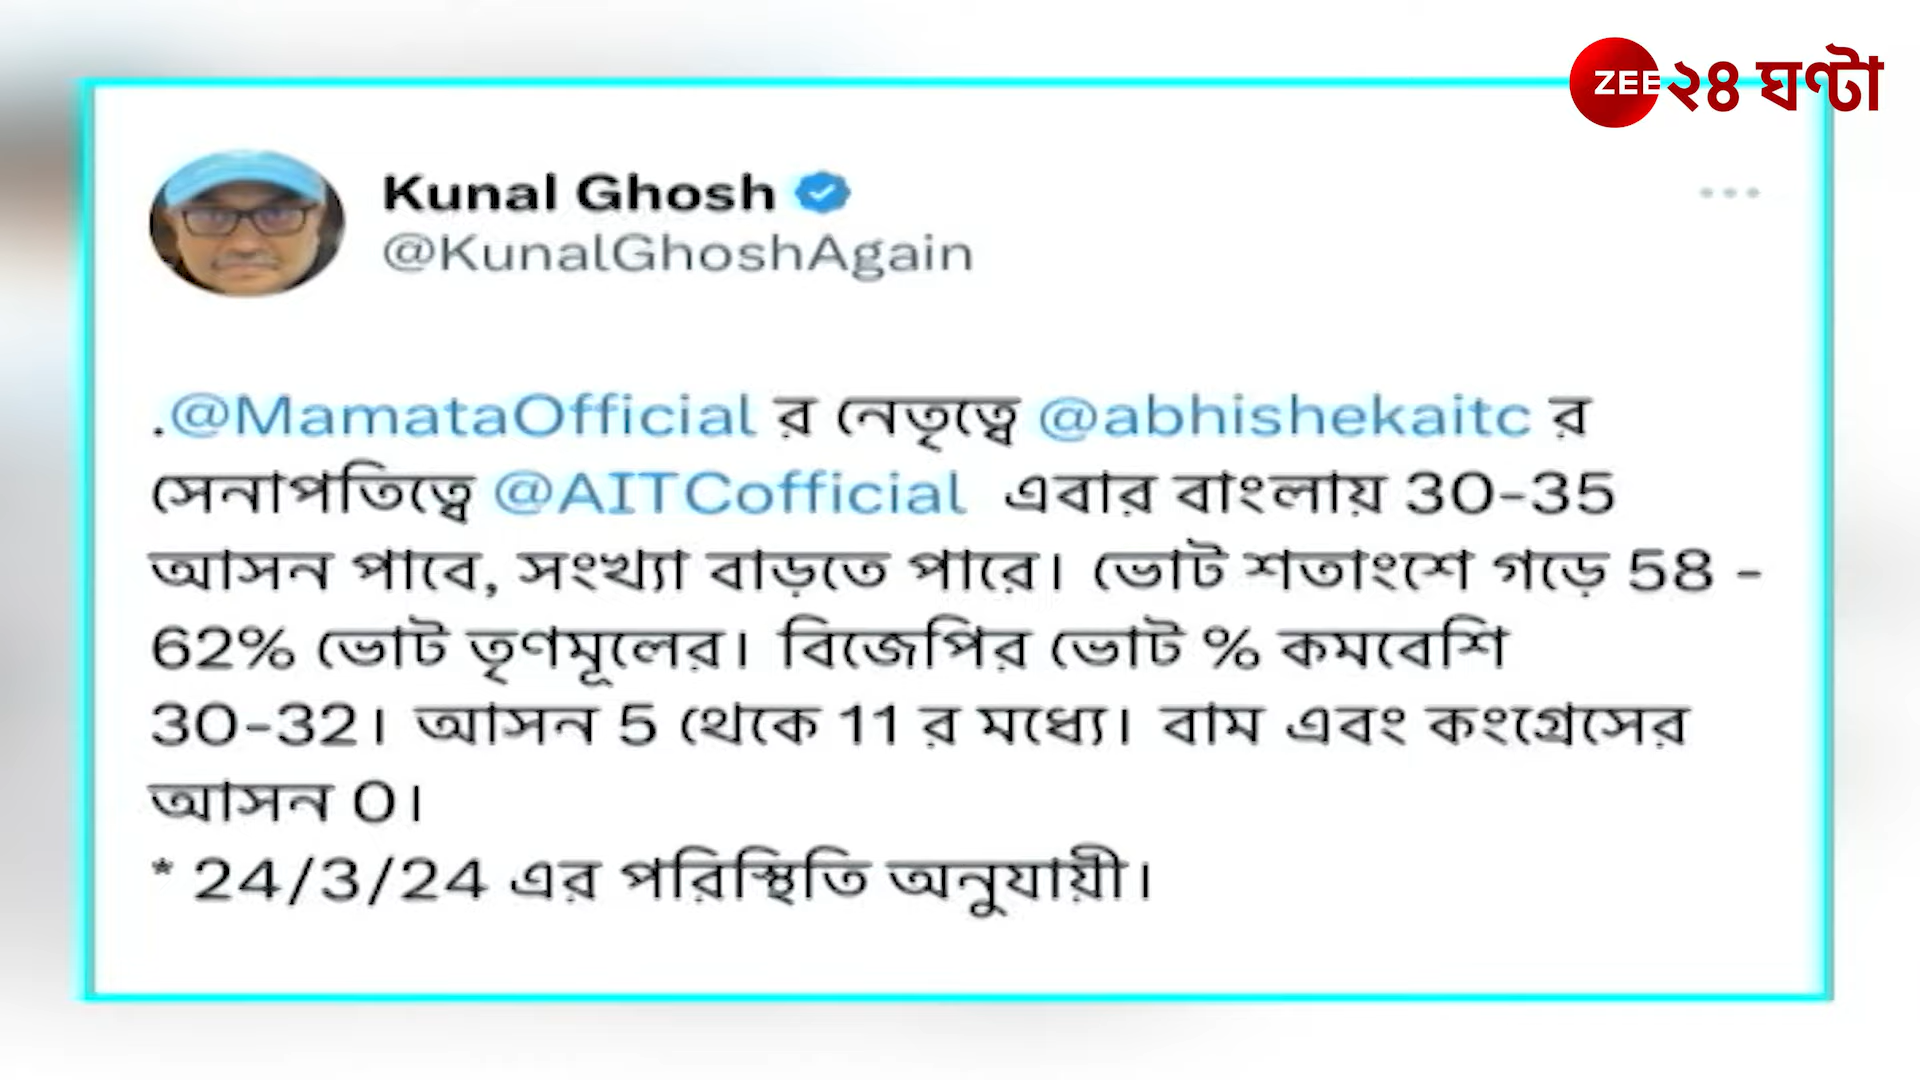 ZEE ২৪ ঘণ্টা
Kunal Ghosh
@KunalGhoshAgain
.@MamataOfficial র নেতৃত্বে @abhishekaitc র
সেনাপতিত্বে @AITCofficial এবার বাংলায় 30-35
আসন পাবে, সংখ্যা বাড়তে পারে। ভোট শতাংশে গড়ে 58 -
62% ভোট তৃণমূলের। বিজেপির ভোট % কমবেশি
30-32। আসন 5 থেকে 11 র মধ্যে। বাম এবং কংগ্রেসের
আসন 0।
* 24/3/24 এর পরিস্থিতি অনুযায়ী।